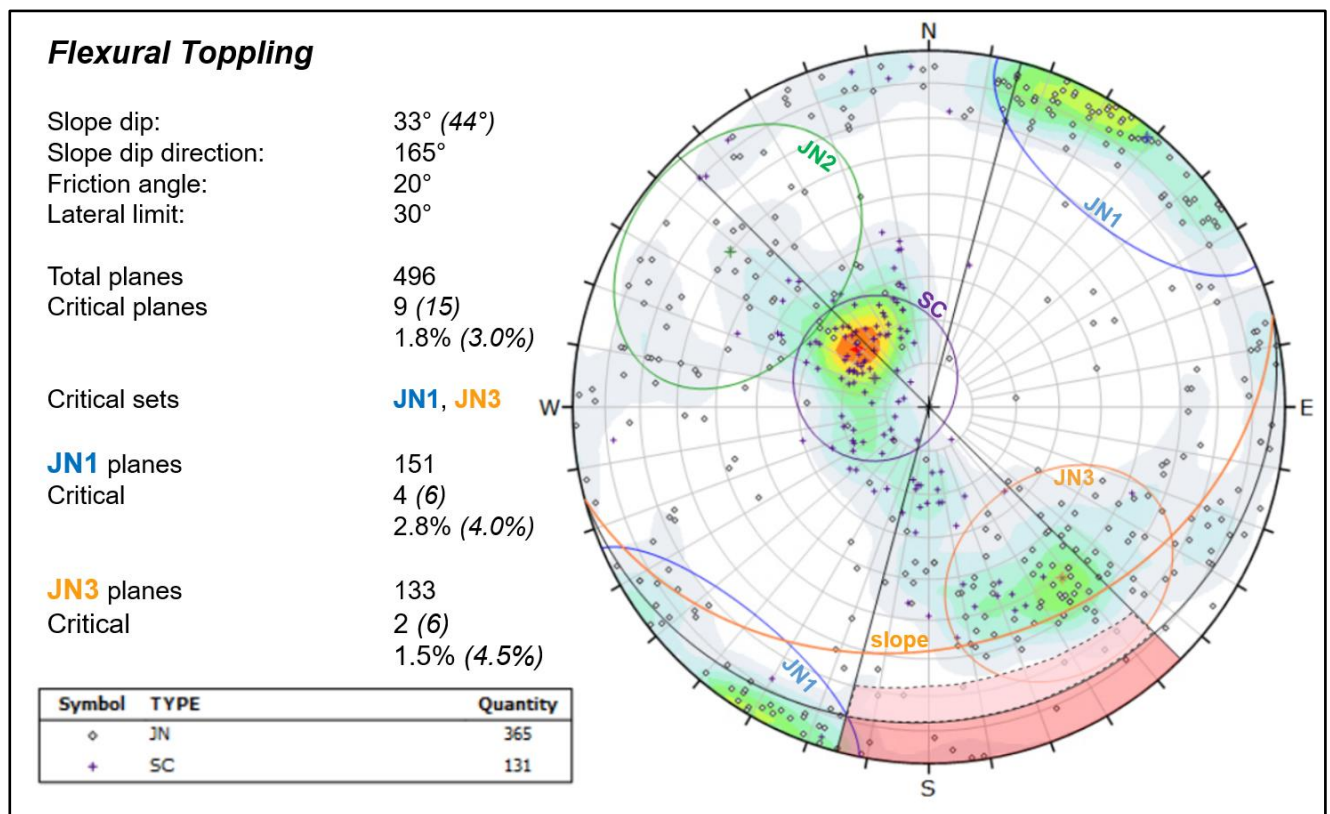 Flexural Toppling
Slope dip: 33° (44°)
Slope dip direction: 165°
Friction angle: 20°
Lateral limit: 30°
Total planes 496
Critical planes 9 (15)
1.8% (3.0%)
Critical sets JN1, JN3
JN1 planes 151
Critical 4 (6)
2.8% (4.0%)
JN3 planes 133
Critical 2 (6)
1.5% (4.5%)
Symbol TYPE Quantity
JN 365
SC 131
N
JN2
JN1
SC
W
E
JN3
slope
JN1
S